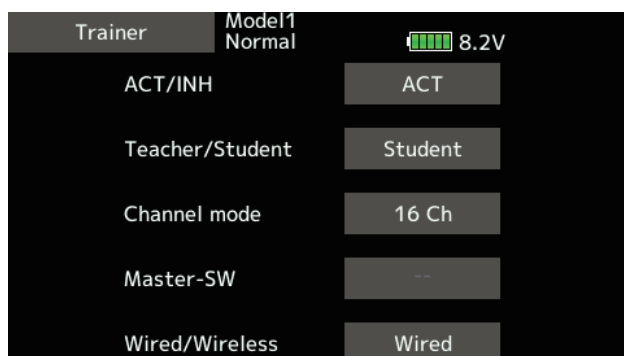 Trainer
Model1
Normal
8.2V
ACT/INH ACT
Teacher/Student Student
Channel mode 16 Ch
Master-SW --
Wired/Wireless Wired